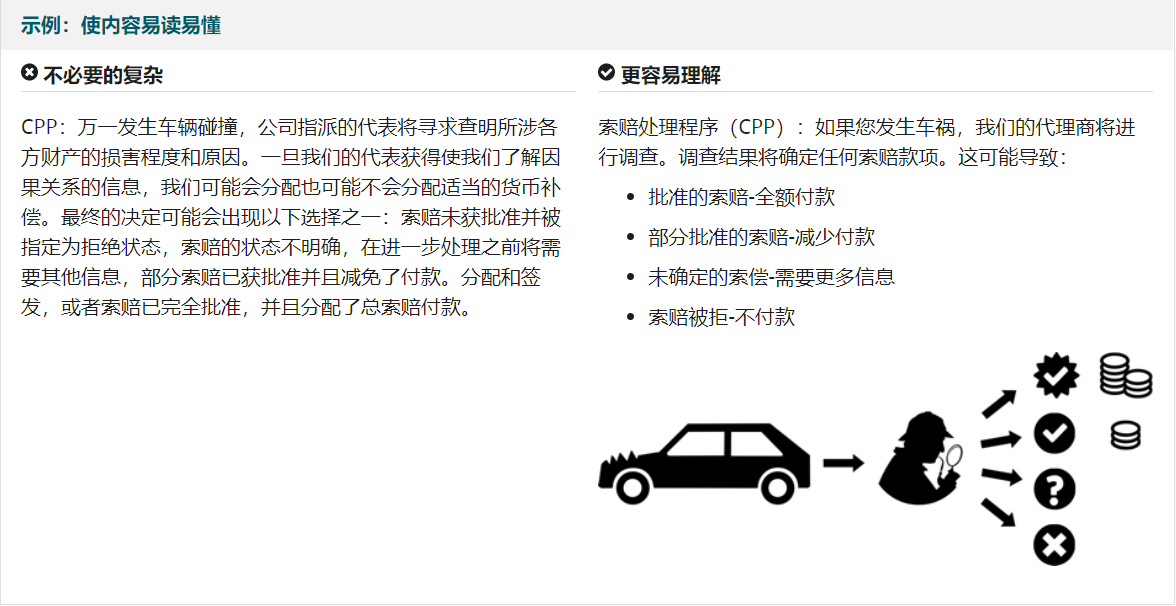 示例：使内容易读易懂
不必要的复杂
CPP：万一发生车辆碰撞，公司指派的代表将寻求查明所涉各
方财产的损害程度和原因。一旦我们的代表获得使我们了解因
果关系的信息，我们可能会分配也可能不会分配适当的货币补
偿。最终的决定可能会出现以下选择之一：索赔未获批准并被
指定为拒绝状态，索赔的状态不明确，在进一步处理之前将需
要其他信息，部分索赔已获批准并且减免了付款。分配和签
发，或者索赔已完全批准，并且分配了总索赔付款。
更容易理解
索赔处理程序（CPP）：如果您发生车祸，我们的代理商将进
行调查。调查结果将确定任何索赔款项。这可能导致：
批准的索赔-全额付款
部分批准的索赔-减少付款
未确定的索偿-需要更多信息
索赔被拒-不付款